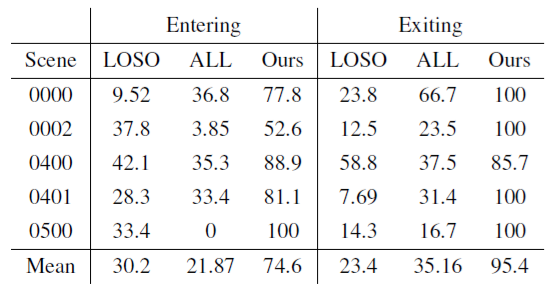 Entering Exiting
Scene LOSO ALL Ours LOSO ALL Ours
0000 9.52 36.8 77.8 23.8 66.7 100
0002 37.8 3.85 52.6 12.5 23.5 100
0400 42.1 35.3 88.9 58.8 37.5 85.7
0401 28.3 33.4 81.1 7.69 31.4 100
0500 33.4 0 100 14.3 16.7 100
Mean 30.2 21.87 74.6 23.4 35.16 95.4